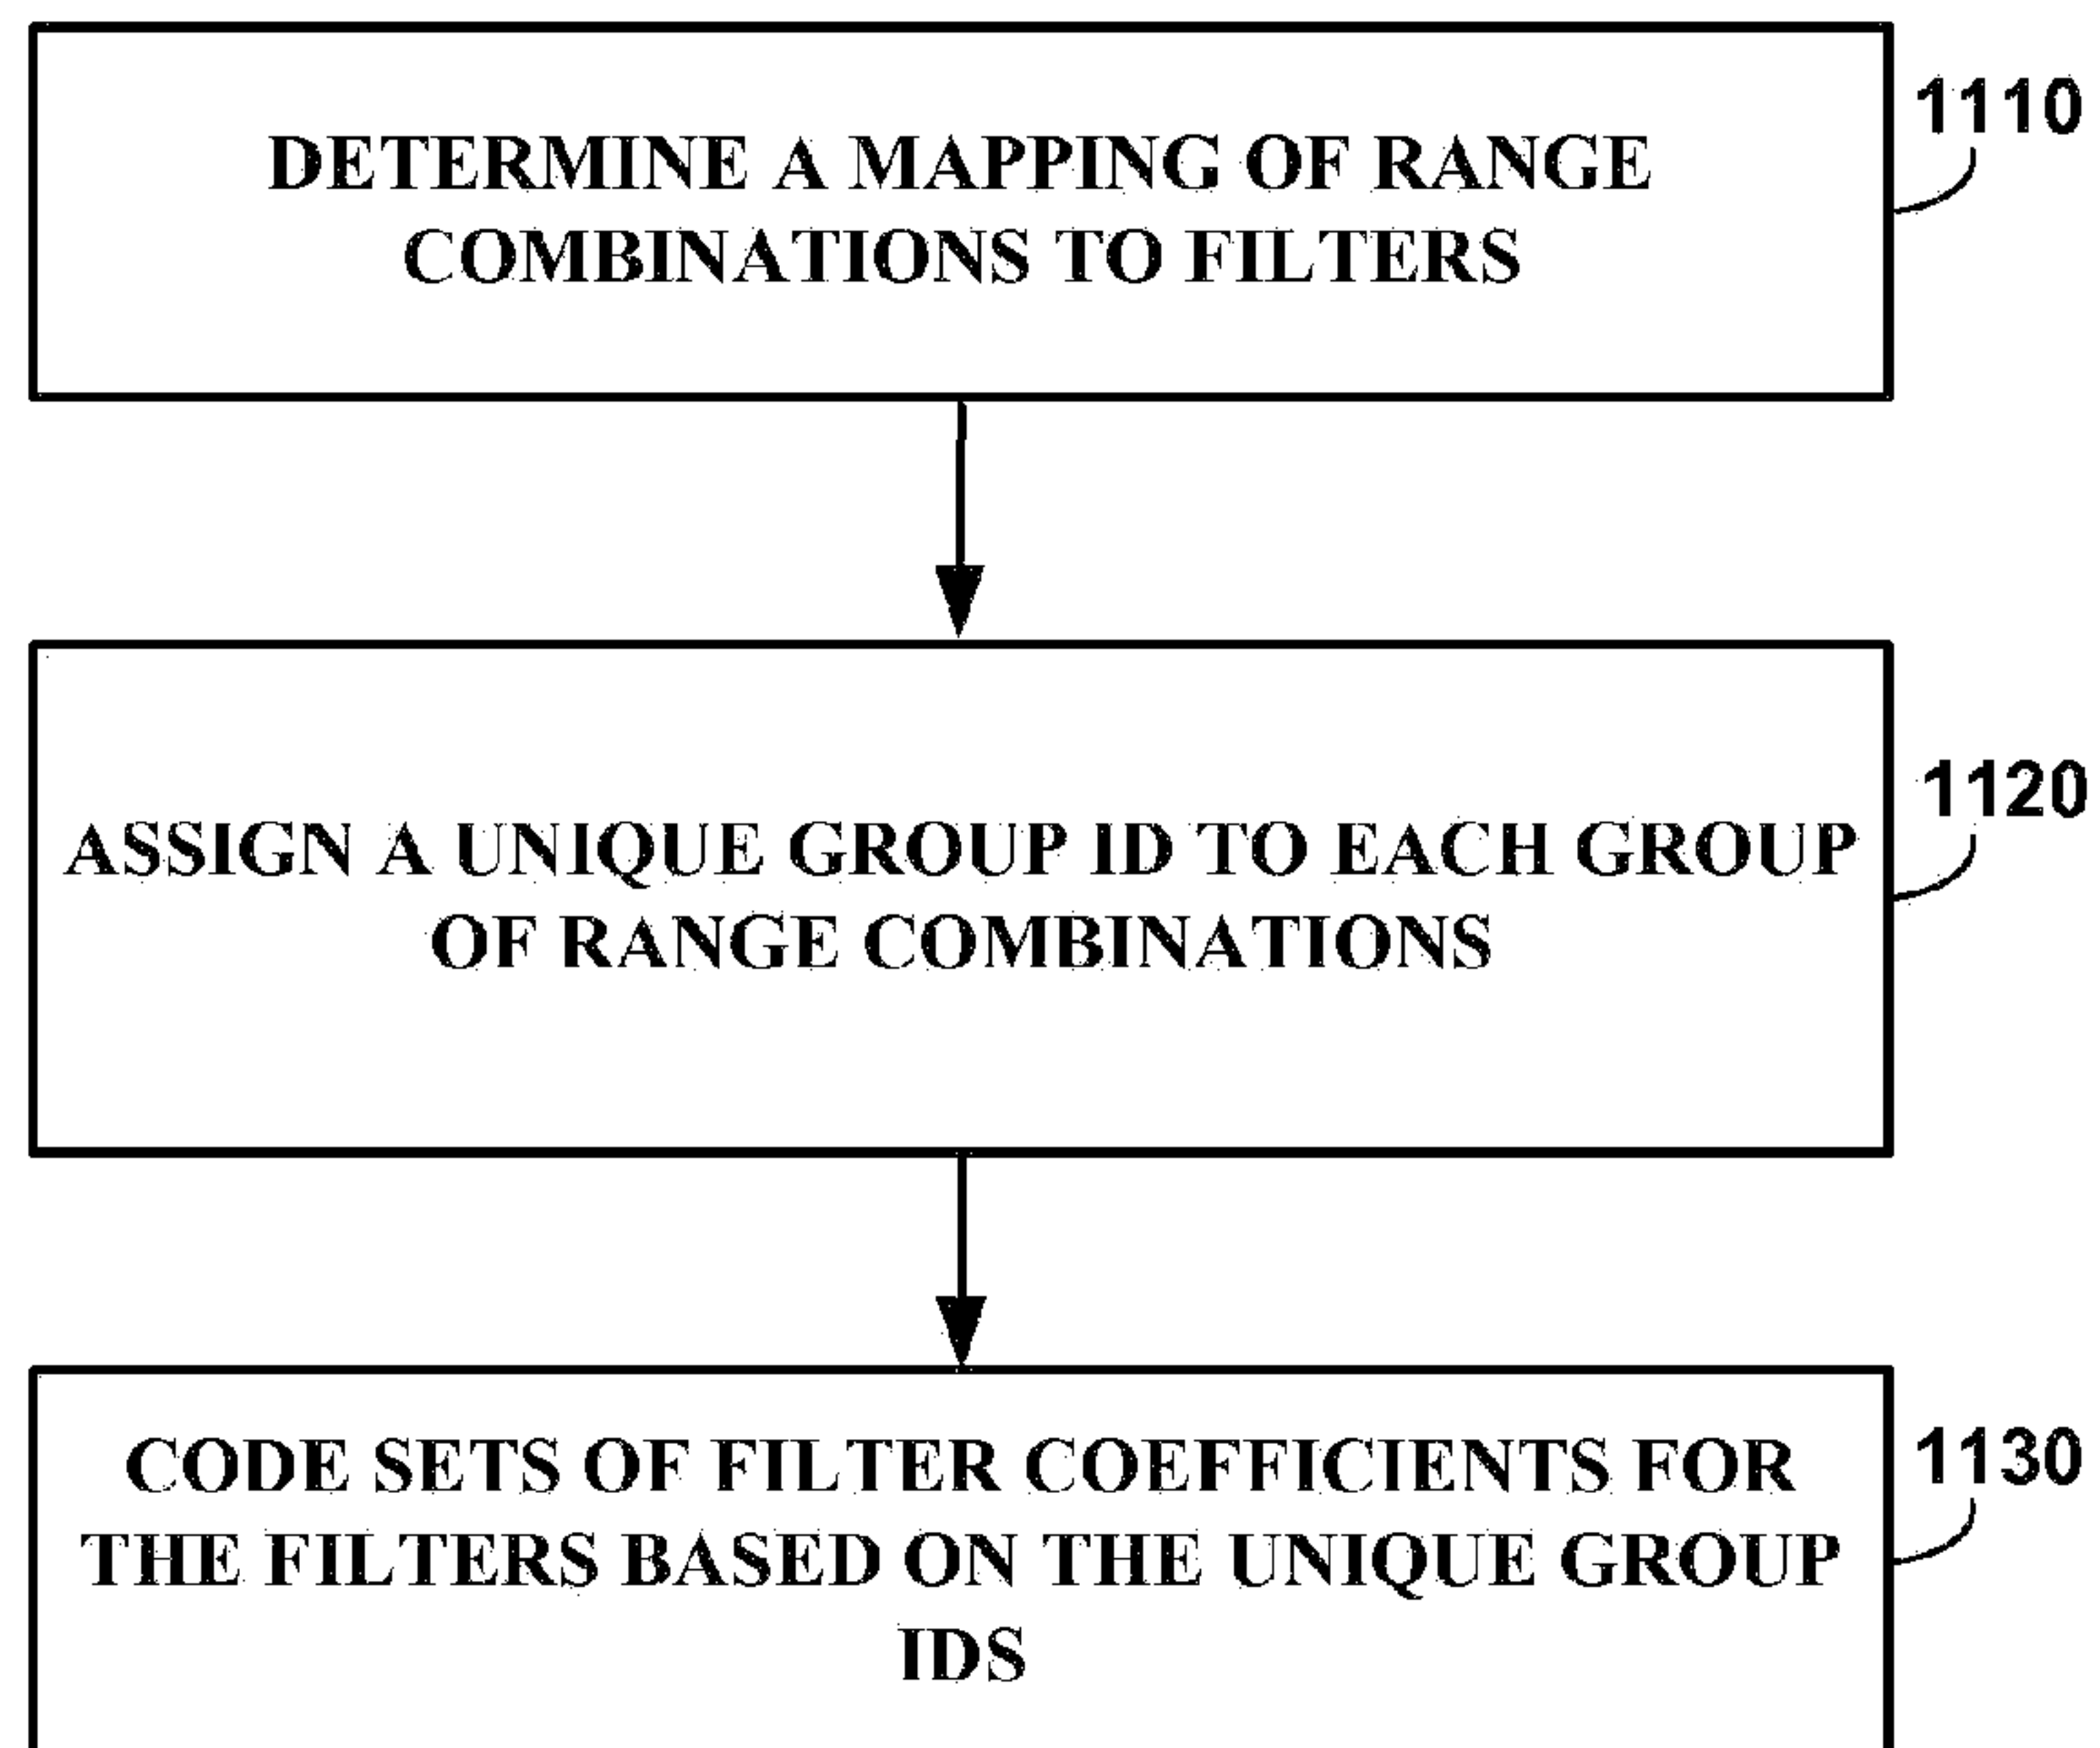 1110
DETERMINE A MAPPING OF RANGE
COMBINATIONS TO FILTERS
1120
ASSIGN A UNIQUE GROUP ID TO EACH GROUP
OF RANGE COMBINATIONS
1130
CODE SETS OF FILTER COEFFICIENTS FOR
THE FILTERS BASED ON THE UNIQUE GROUP
IDS